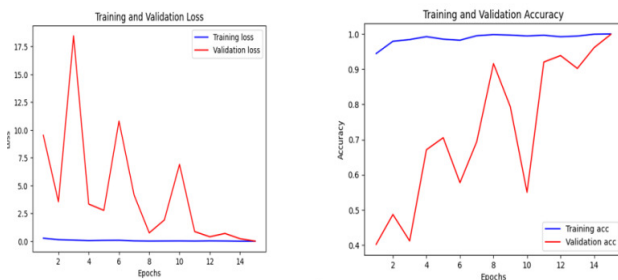 Training and Validation Loss
Training loss
Validation loss
17.5
15.0
12.5
10.0
7.5
5.0
2.5
0.0
Loss
2 4 6 8 10 12 14
Epochs
Training and Validation Accuracy
1.0
0.9
0.8
0.7
0.6
0.5
0.4
Accuracy
Training acc
Validation acc
2 4 6 8 10 12 14
Epochs